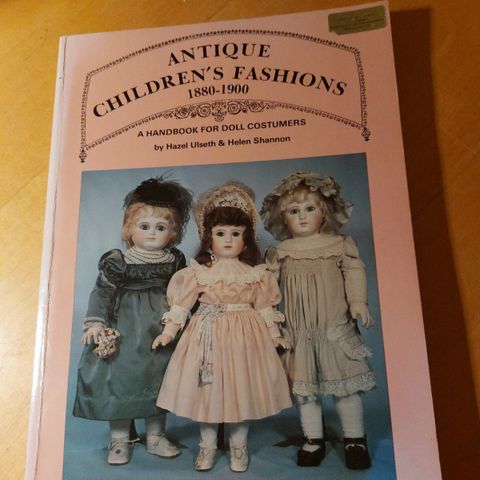 ANTIQUE
CHILDREN'S FASHIONS
1880-1900
A HANDBOOK FOR DOLL COSTUMERS
by Hazel Ulseth & Helen Shannon